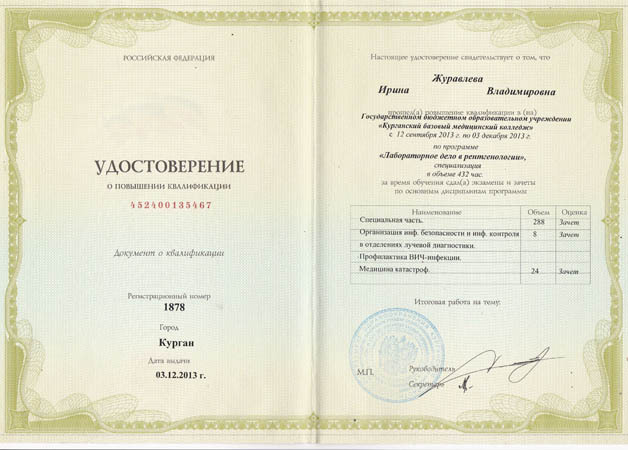 РОССИЙСКАЯ ФЕДЕРАЦИЯ
УДОСТОВЕРЕНИЕ
О ПОВЫШЕНИИ КВАЛИФИКАЦИИ
452400135467
Документ о квалификации
Регистрационный номер
1878
Город
Курган
Дата выдачи
03.12.2013 г.
Настоящее удостоверение свидетельствует о том, что
Журавлева
Ирина Владимировна
прошел(а) повышение квалификации в (на)
Государственном бюджетном образовательном учреждении
«Курганский базовый медицинский колледж»
с 12 сентября 2013 г. по 03 декабря 2013 г.
по программе
«Лабораторное дело в рентгенологии»,
специализация
в объеме 432 час.
за время обучения сдал(а) экзамены и зачеты
по основным дисциплинам программы
Наименование Объем Оценка
Специальная часть. 288 Зачет
Организация инф. безопасности и инф. контроля 8 Зачет
в отделениях лучевой диагностики.
Профилактика ВИЧ-инфекции.
Медицина катастроф. 24 Зачет
Итоговая работа на тему:
М.П.
Руководитель
Секретарь